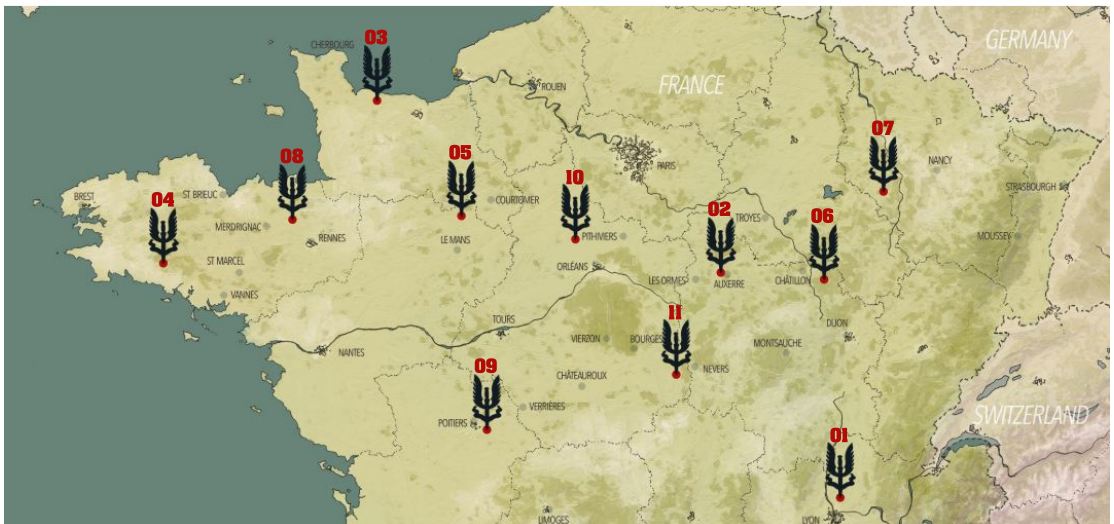 03
CHERBOURG
GERMANY
ROUEN
FRANCE
07
08
05
10
PARIS
NANCY
STRASBOURGH
BREST
ST BRIEUC
04
COURTOMER
02
TROYES
06
MERDRIGNAC
RENNES
LE MANS
PITHIVIERS
MOUSSEY
ST MARCEL
ORLÉANS
LES ORMES
AUXERRE
CHÂTILLON
VANNES
TOURS
11
DIJON
VIERZON
BOURGES
MONTSAUCHE
NANTES
09
NEVERS
CHÂTEAUROUX
VERRIÈRES
POITIERS
SWITZERLAND
01
LIMOGES
LYON